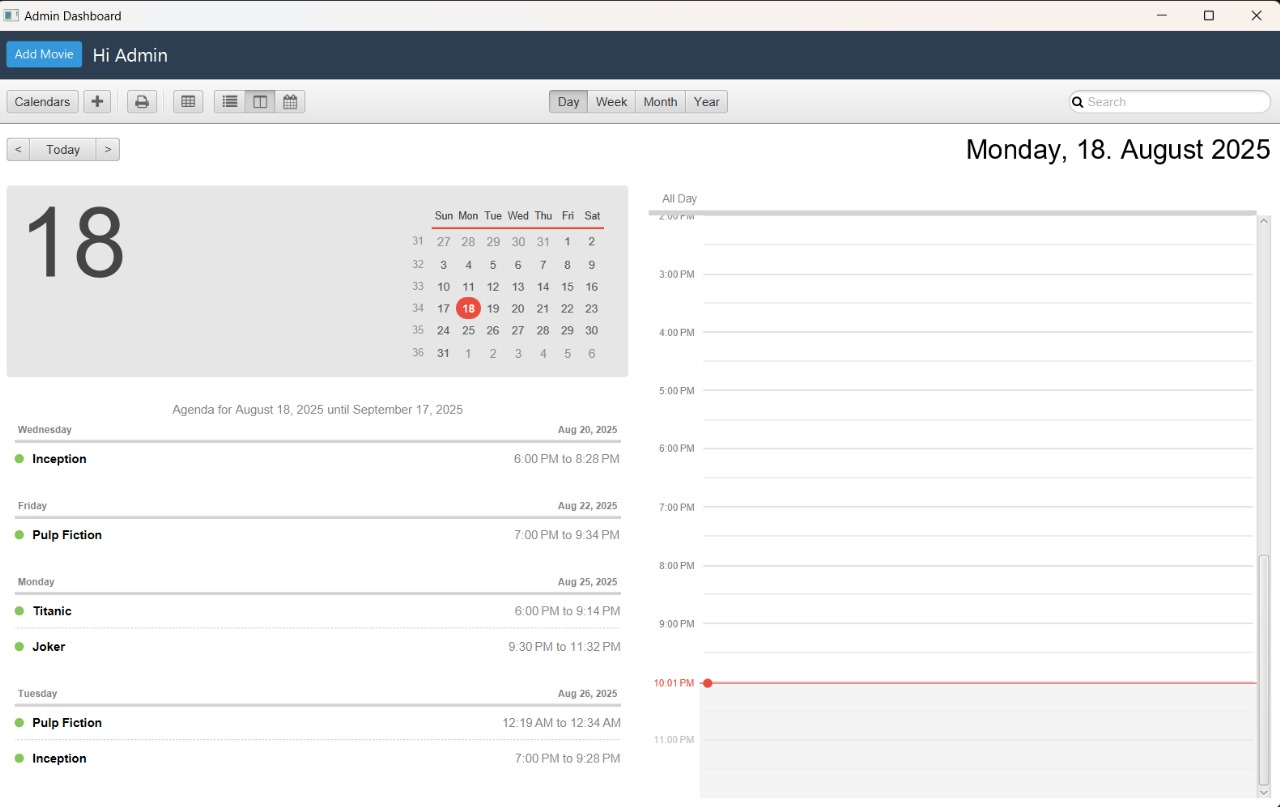 Admin Dashboard
Add Movie Hi Admin
Calendars + Day Week Month Year Search
< Today > Monday, 18. August 2025
18
Sun Mon Tue Wed Thu Fri Sat
31 27 28 29 30 31 1 2
32 3 4 5 6 7 8 9
33 10 11 12 13 14 15 16
34 17 18 19 20 21 22 23
35 24 25 26 27 28 29 30
36 31 1 2 3 4 5 6
Agenda for August 18, 2025 until September 17, 2025
Wednesday Aug 20, 2025
Inception 6:00 PM to 8:28 PM
Friday Aug 22, 2025
Pulp Fiction 7:00 PM to 9:34 PM
Monday Aug 25, 2025
Titanic 6:00 PM to 9:14 PM
Joker 9:30 PM to 11:32 PM
Tuesday Aug 26, 2025
Pulp Fiction 12:19 AM to 12:34 AM
Inception 7:00 PM to 9:28 PM
All Day
2:00 PM
3:00 PM
4:00 PM
5:00 PM
6:00 PM
7:00 PM
8:00 PM
9:00 PM
10:01 PM
11:00 PM